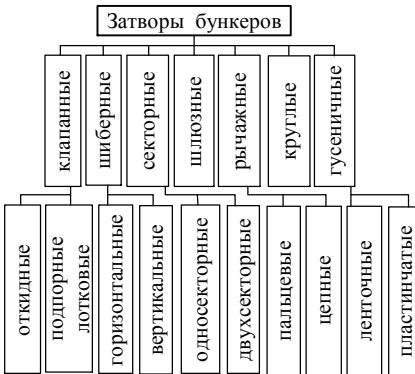 Затворы бункеров
клапанные
шиберные
секторные
шлюзные
рычажные
круглые
гусеничные
откидные
подпорные
лотковые
горизонтальные
вертикальные
односекторные
двухсекторные
пальцевые
цепные
ленточные
пластинчатые